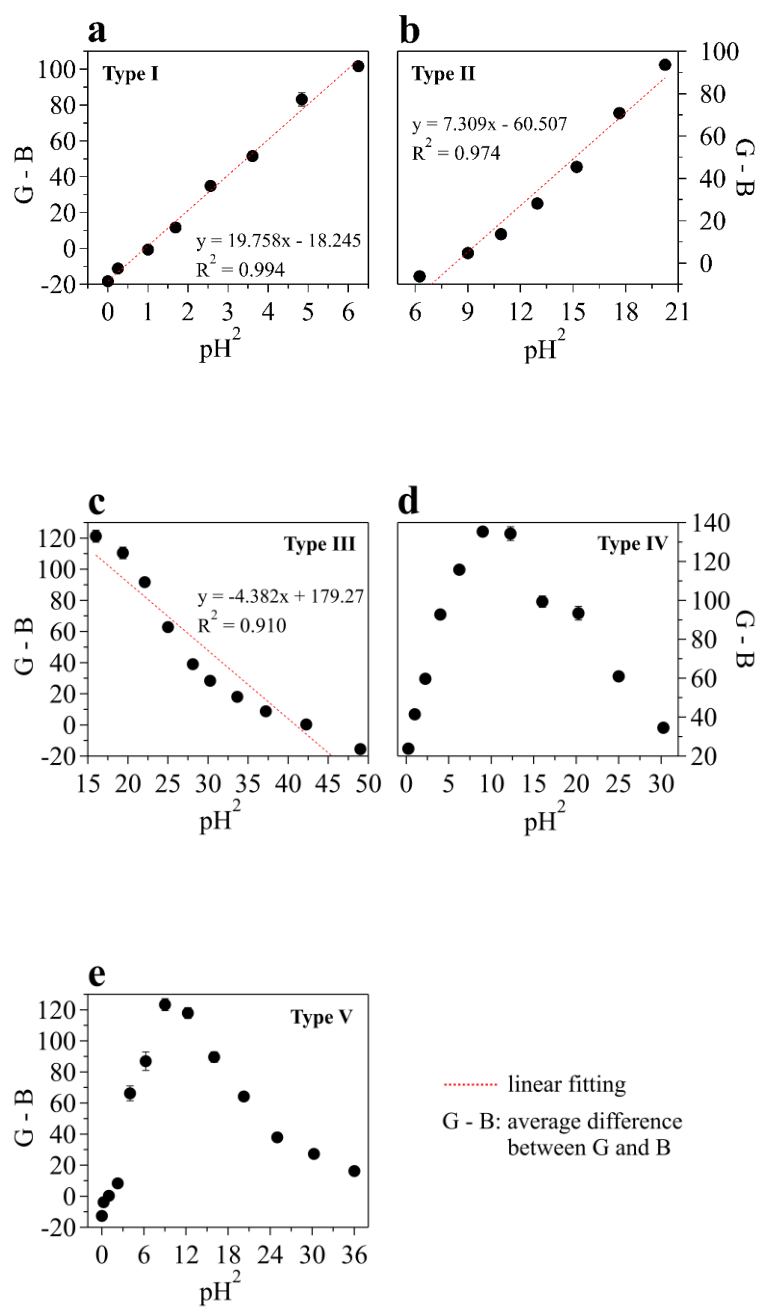 a
Type I
100
80
60
40
20
0
-20
G - B
y = 19.758x - 18.245
R² = 0.994
0 1 2 3 4 5 6
pH²
b
Type II
100
80
60
40
20
0
G - B
y = 7.309x - 60.507
R² = 0.974
6 9 12 15 18 21
pH²
c
Type III
120
100
80
60
40
20
0
-20
G - B
y = -4.382x + 179.27
R² = 0.910
15 20 25 30 35 40 45 50
pH²
d
Type IV
140
120
100
80
60
40
20
G - B
0 5 10 15 20 25 30
pH²
e
Type V
120
100
80
60
40
20
0
-20
G - B
0 6 12 18 24 30 36
pH²
linear fitting
G - B: average difference
between G and B